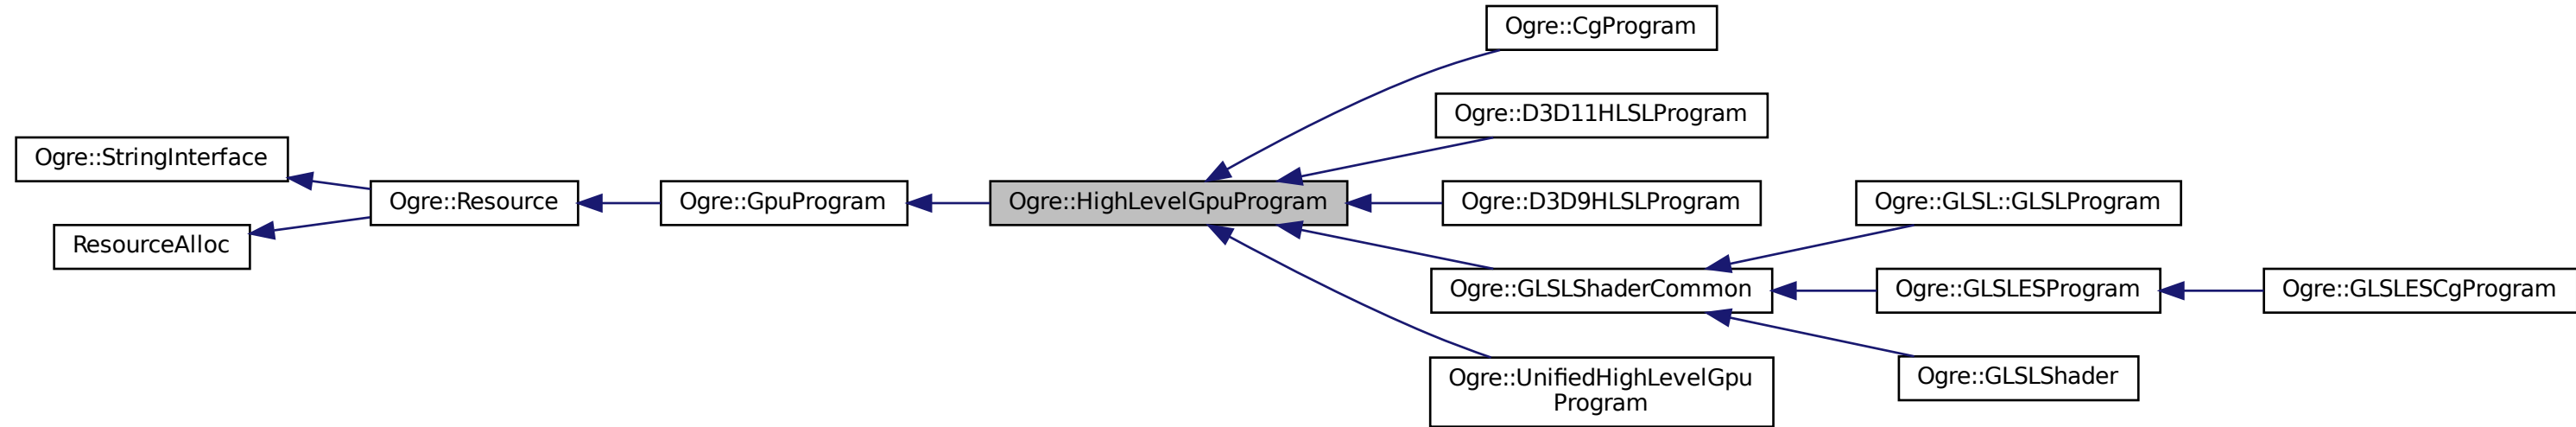 Ogre::StringInterface
ResourceAlloc
Ogre::Resource
Ogre::GpuProgram
Ogre::HighLevelGpuProgram
Ogre::CgProgram
Ogre::D3D11HLSLProgram
Ogre::D3D9HLSLProgram
Ogre::GLSLShaderCommon
Ogre::UnifiedHighLevelGpu
Program
Ogre::GLSL::GLSLProgram
Ogre::GLSLESProgram
Ogre::GLSLShader
Ogre::GLSLESCgProgram